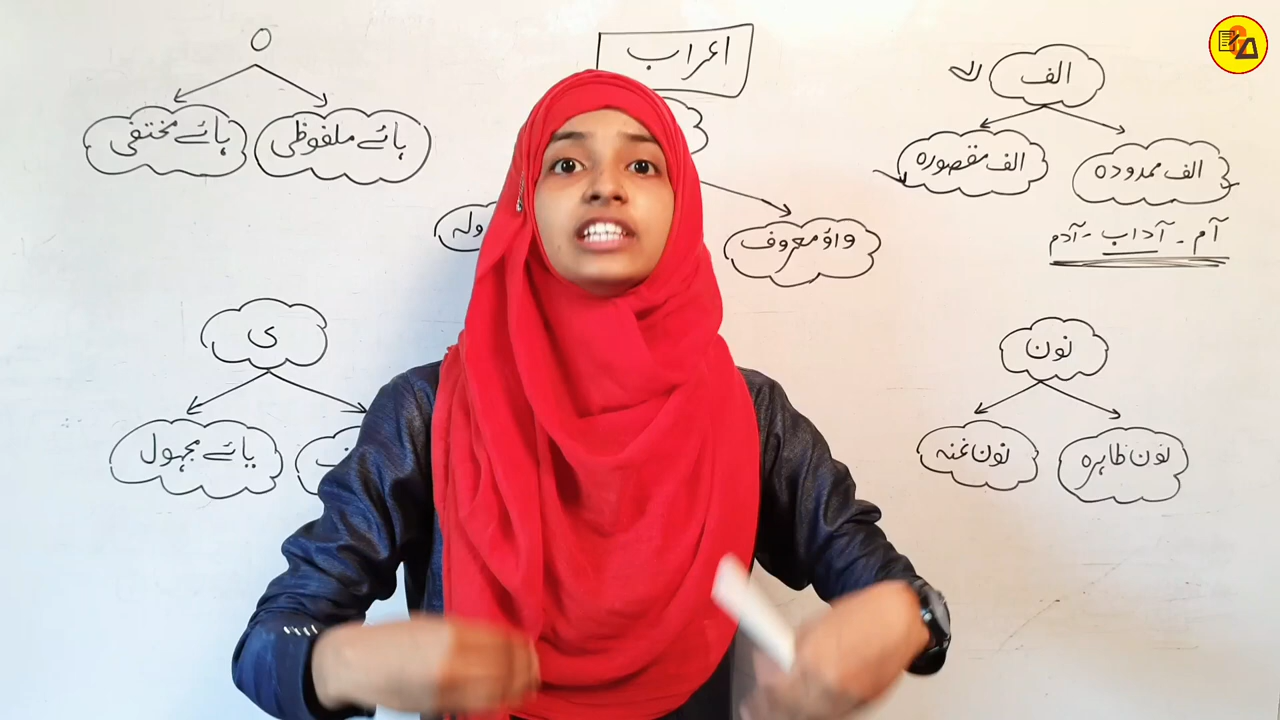 اعراب
الف
الف ممدودہ
الف مقصورہ
آم - آداب - آدم
واؤ معروف
ولہ
ہ
ہائے ملفوظی
ہائے مختفی
نون
نون ظاہرہ
نون غنہ
ی
ف
یائے مجہول